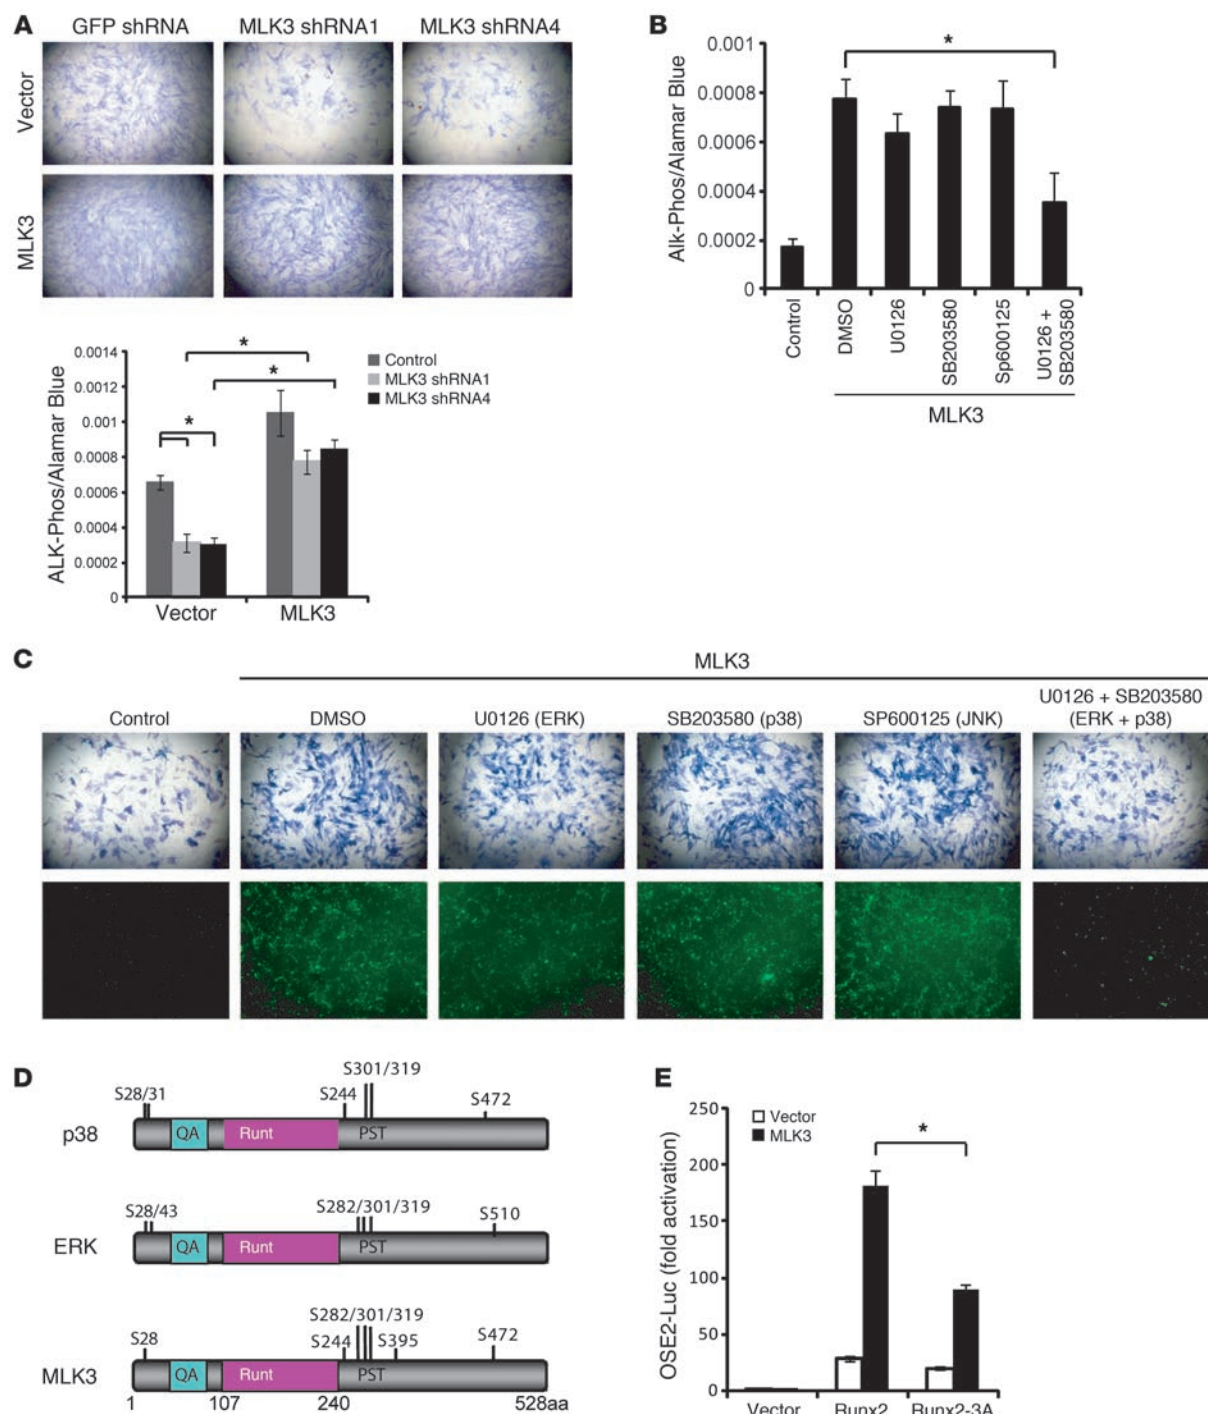 A
GFP shRNA
MLK3 shRNA1
MLK3 shRNA4
Vector
MLK3
ALK-Phos/Alamar Blue
0.0014
0.0012
0.001
0.0008
0.0006
0.0004
0.0002
0
*
*
*
Control
MLK3 shRNA1
MLK3 shRNA4
Vector
MLK3
B
Alk-Phos/Alamar Blue
0.001
0.0008
0.0006
0.0004
0.0002
0
*
Control
DMSO
U0126
SB203580
Sp600125
U0126 +
SB203580
MLK3
C
MLK3
Control
DMSO
U0126 (ERK)
SB203580 (p38)
SP600125 (JNK)
U0126 + SB203580
(ERK + p38)
D
p38
S28/31
S244
S301/319
S472
QA
Runt
PST
ERK
S28/43
S282/301/319
S510
QA
Runt
PST
MLK3
S28
S282/301/319
S244
S395
S472
QA
Runt
PST
1
107
240
528aa
E
OSE2-Luc (fold activation)
250
200
150
100
50
0
Vector
MLK3
*
Vector
Runx2
Runx2-3A